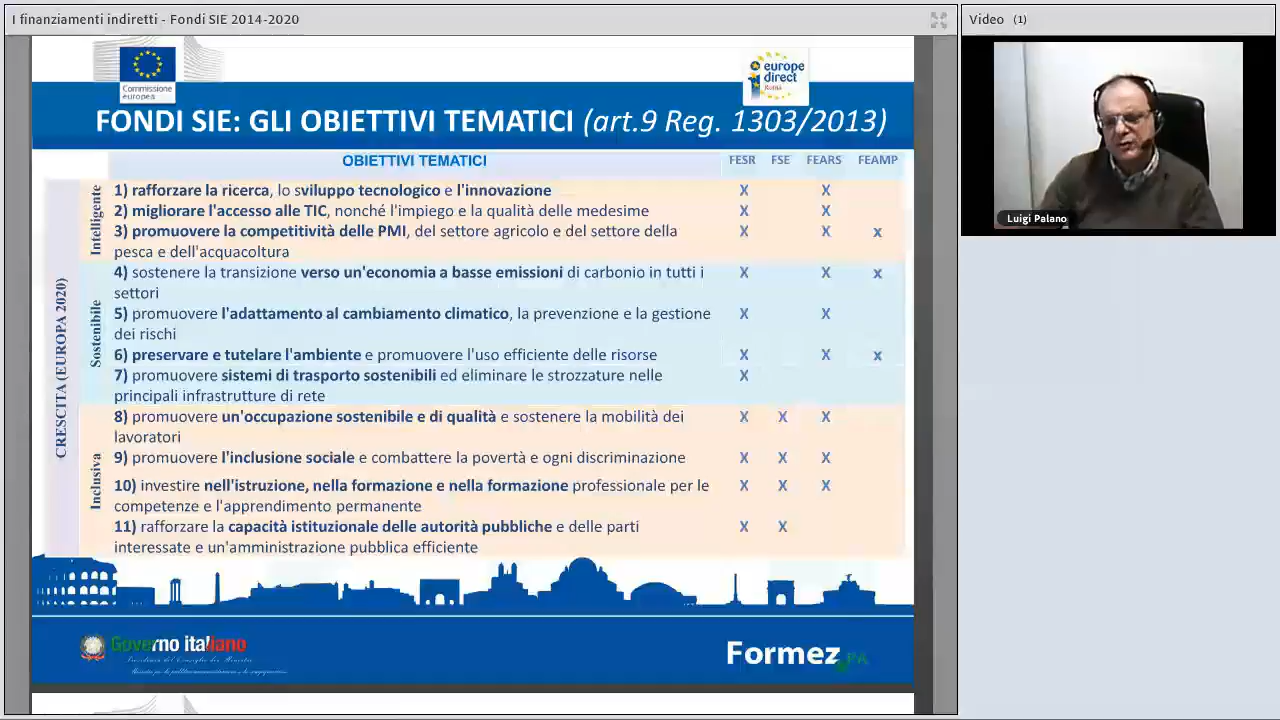 I finanziamenti indiretti - Fondi SIE 2014-2020
Video (1)
Commissione
europea
europe
direct
Roma
FONDI SIE: GLI OBIETTIVI TEMATICI (art.9 Reg. 1303/2013)
OBIETTIVI TEMATICI FESR FSE FEARS FEAMP
CRESCITA (EUROPA 2020)
Intelligente
1) rafforzare la ricerca, lo sviluppo tecnologico e l'innovazione X X
2) migliorare l'accesso alle TIC, nonché l'impiego e la qualità delle medesime X X
3) promuovere la competitività delle PMI, del settore agricolo e del settore della X X x
pesca e dell'acquacoltura
Sostenibile
4) sostenere la transizione verso un'economia a basse emissioni di carbonio in tutti i X X x
settori
5) promuovere l'adattamento al cambiamento climatico, la prevenzione e la gestione X X
dei rischi
6) preservare e tutelare l'ambiente e promuovere l'uso efficiente delle risorse X X x
7) promuovere sistemi di trasporto sostenibili ed eliminare le strozzature nelle X
principali infrastrutture di rete
Inclusiva
8) promuovere un'occupazione sostenibile e di qualità e sostenere la mobilità dei X X X
lavoratori
9) promuovere l'inclusione sociale e combattere la povertà e ogni discriminazione X X X
10) investire nell'istruzione, nella formazione e nella formazione professionale per le X X X
competenze e l'apprendimento permanente
11) rafforzare la capacità istituzionale delle autorità pubbliche e delle parti X X
interessate e un'amministrazione pubblica efficiente
Governo italiano
Presidenza del Consiglio dei Ministri
Formez PA
Luigi Palano